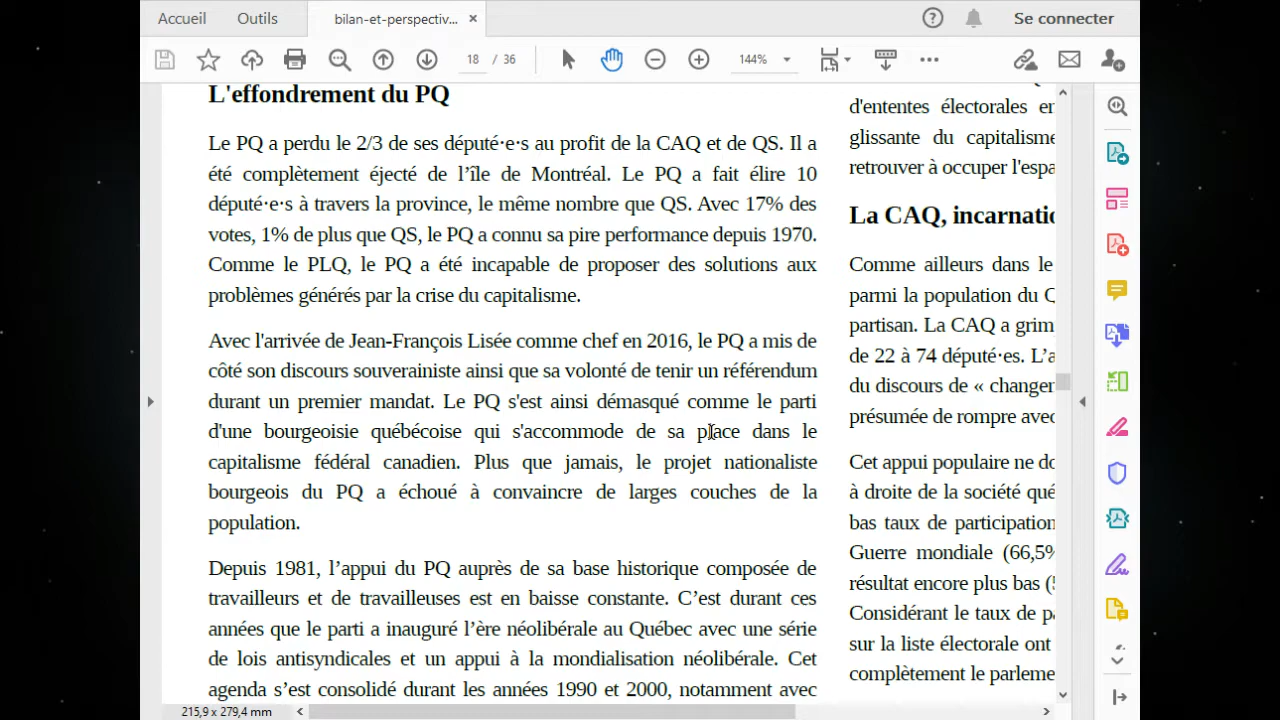 Accueil Outils bilan-et-perspectiv... × ? Se connecter
18 / 36 144%
L'effondrement du PQ
Le PQ a perdu le 2/3 de ses député·e·s au profit de la CAQ et de QS. Il a
été complètement éjecté de l’île de Montréal. Le PQ a fait élire 10
député·e·s à travers la province, le même nombre que QS. Avec 17% des
votes, 1% de plus que QS, le PQ a connu sa pire performance depuis 1970.
Comme le PLQ, le PQ a été incapable de proposer des solutions aux
problèmes générés par la crise du capitalisme.
Avec l'arrivée de Jean-François Lisée comme chef en 2016, le PQ a mis de
côté son discours souverainiste ainsi que sa volonté de tenir un référendum
durant un premier mandat. Le PQ s'est ainsi démasqué comme le parti
d'une bourgeoisie québécoise qui s'accommode de sa place dans le
capitalisme fédéral canadien. Plus que jamais, le projet nationaliste
bourgeois du PQ a échoué à convaincre de larges couches de la
population.
Depuis 1981, l’appui du PQ auprès de sa base historique composée de
travailleurs et de travailleuses est en baisse constante. C’est durant ces
années que le parti a inauguré l’ère néolibérale au Québec avec une série
de lois antisyndicales et un appui à la mondialisation néolibérale. Cet
agenda s’est consolidé durant les années 1990 et 2000, notamment avec
d'ententes électorales en
glissante du capitalisme
retrouver à occuper l'espa
La CAQ, incarnatio
Comme ailleurs dans le
parmi la population du Q
partisan. La CAQ a grim
de 22 à 74 député·es. L’a
du discours de « changer
présumée de rompre avec
Cet appui populaire ne do
à droite de la société qué
bas taux de participation
Guerre mondiale (66,5%
résultat encore plus bas (
Considérant le taux de pa
sur la liste électorale ont
complètement le parleme
215,9 x 279,4 mm